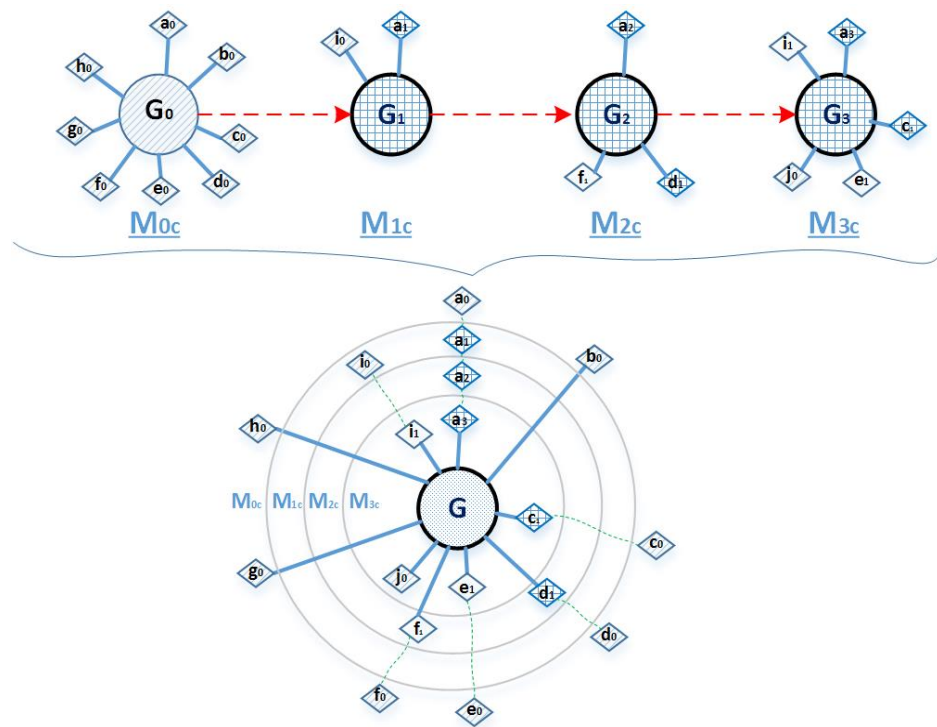 a₀
i₀ a₁ a₂ a₃
i₁
h₀ b₀
G₀ G₁ G₂ G₃
g₀ c₀ c₁
f₀ e₀ d₀ f₁ d₁ j₀ e₁
M₀c M₁c M₂c M₃c
a₀
a₁
i₀ b₀
a₂
h₀ i₁ a₃
M₀c M₁c M₂c M₃c G
c₁
c₀
g₀ j₀ e₁ d₁
f₁ d₀
f₀ e₀